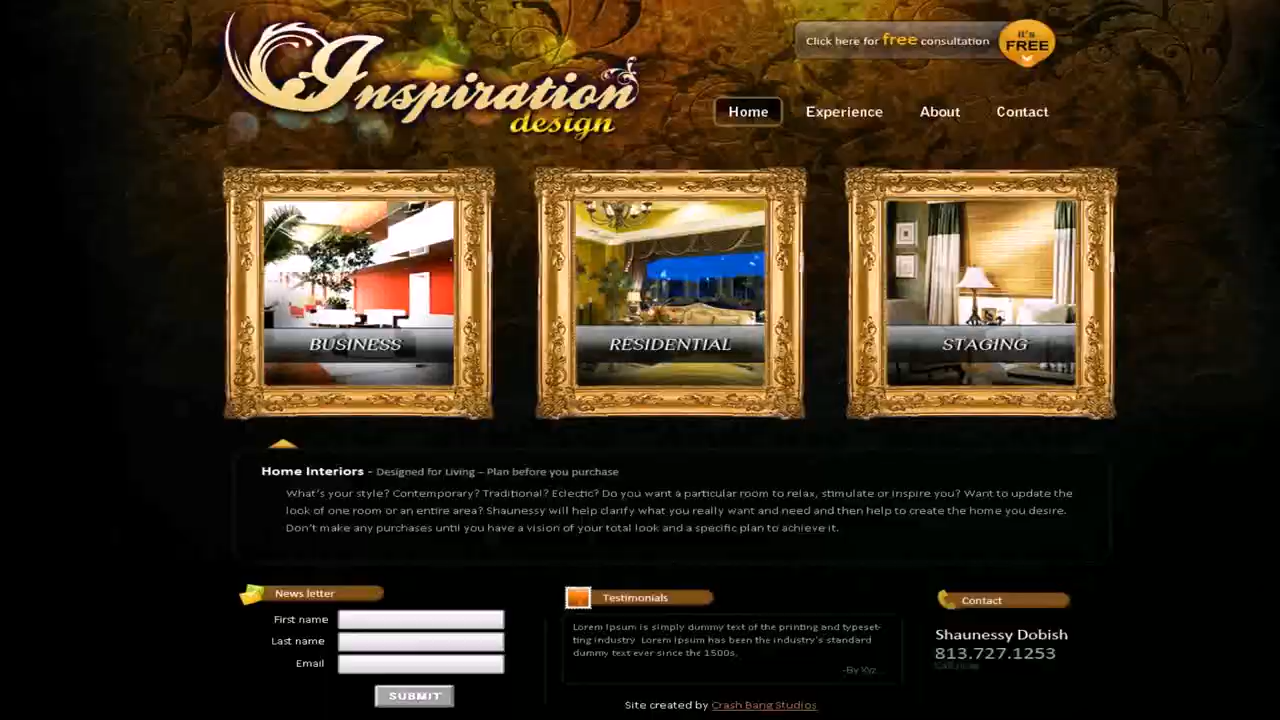 Inspiration
design
Click here for free consultation
it's
FREE
Home
Experience
About
Contact
BUSINESS
RESIDENTIAL
STAGING
Home Interiors - Designed for Living – Plan before you purchase
What's your style? Contemporary? Traditional? Eclectic? Do you want a particular room to relax, stimulate or inspire you? Want to update the
look of one room or an entire area? Shaunessy will help clarify what you really want and need and then help to create the home you desire.
Don't make any purchases until you have a vision of your total look and a specific plan to achieve it.
News letter
First name
Last name
Email
SUBMIT
Testimonials
Lorem Ipsum is simply dummy text of the printing and typeset-
ting industry. Lorem Ipsum has been the industry's standard
dummy text ever since the 1500s,
-By Xyz
Contact
Shaunessy Dobish
813.727.1253
Call now
Site created by Crash Bang Studios